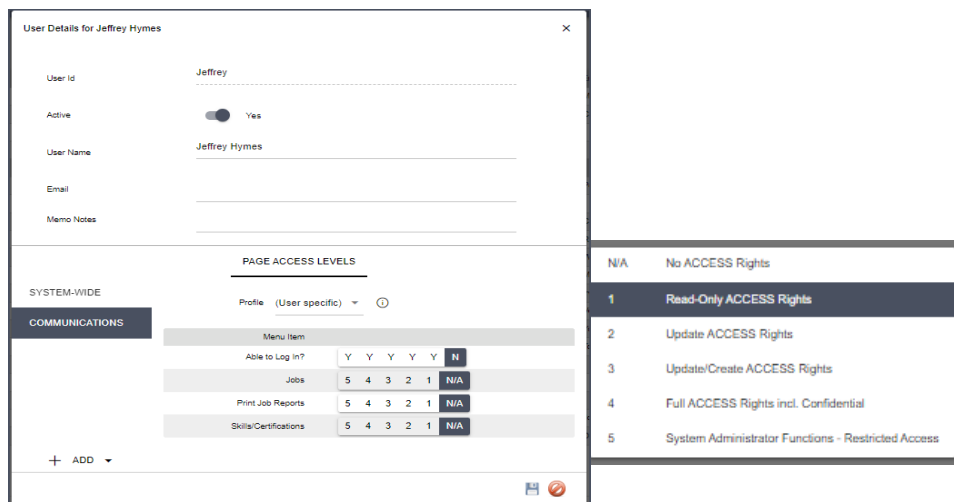 User Details for Jeffrey Hymes ×
User Id Jeffrey
Active Yes
User Name Jeffrey Hymes
Email
Memo Notes
PAGE ACCESS LEVELS
SYSTEM-WIDE
COMMUNICATIONS
Profile (User specific)
Menu Item
Able to Log In? Y Y Y Y Y N
Jobs 5 4 3 2 1 N/A
Print Job Reports 5 4 3 2 1 N/A
Skills/Certifications 5 4 3 2 1 N/A
+ ADD
N/A No ACCESS Rights
1 Read-Only ACCESS Rights
2 Update ACCESS Rights
3 Update/Create ACCESS Rights
4 Full ACCESS Rights incl. Confidential
5 System Administrator Functions - Restricted Access